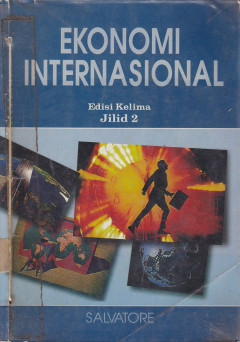 EKONOMI
INTERNASIONAL
Edisi Kelima
Jilid 2
SALVATORE